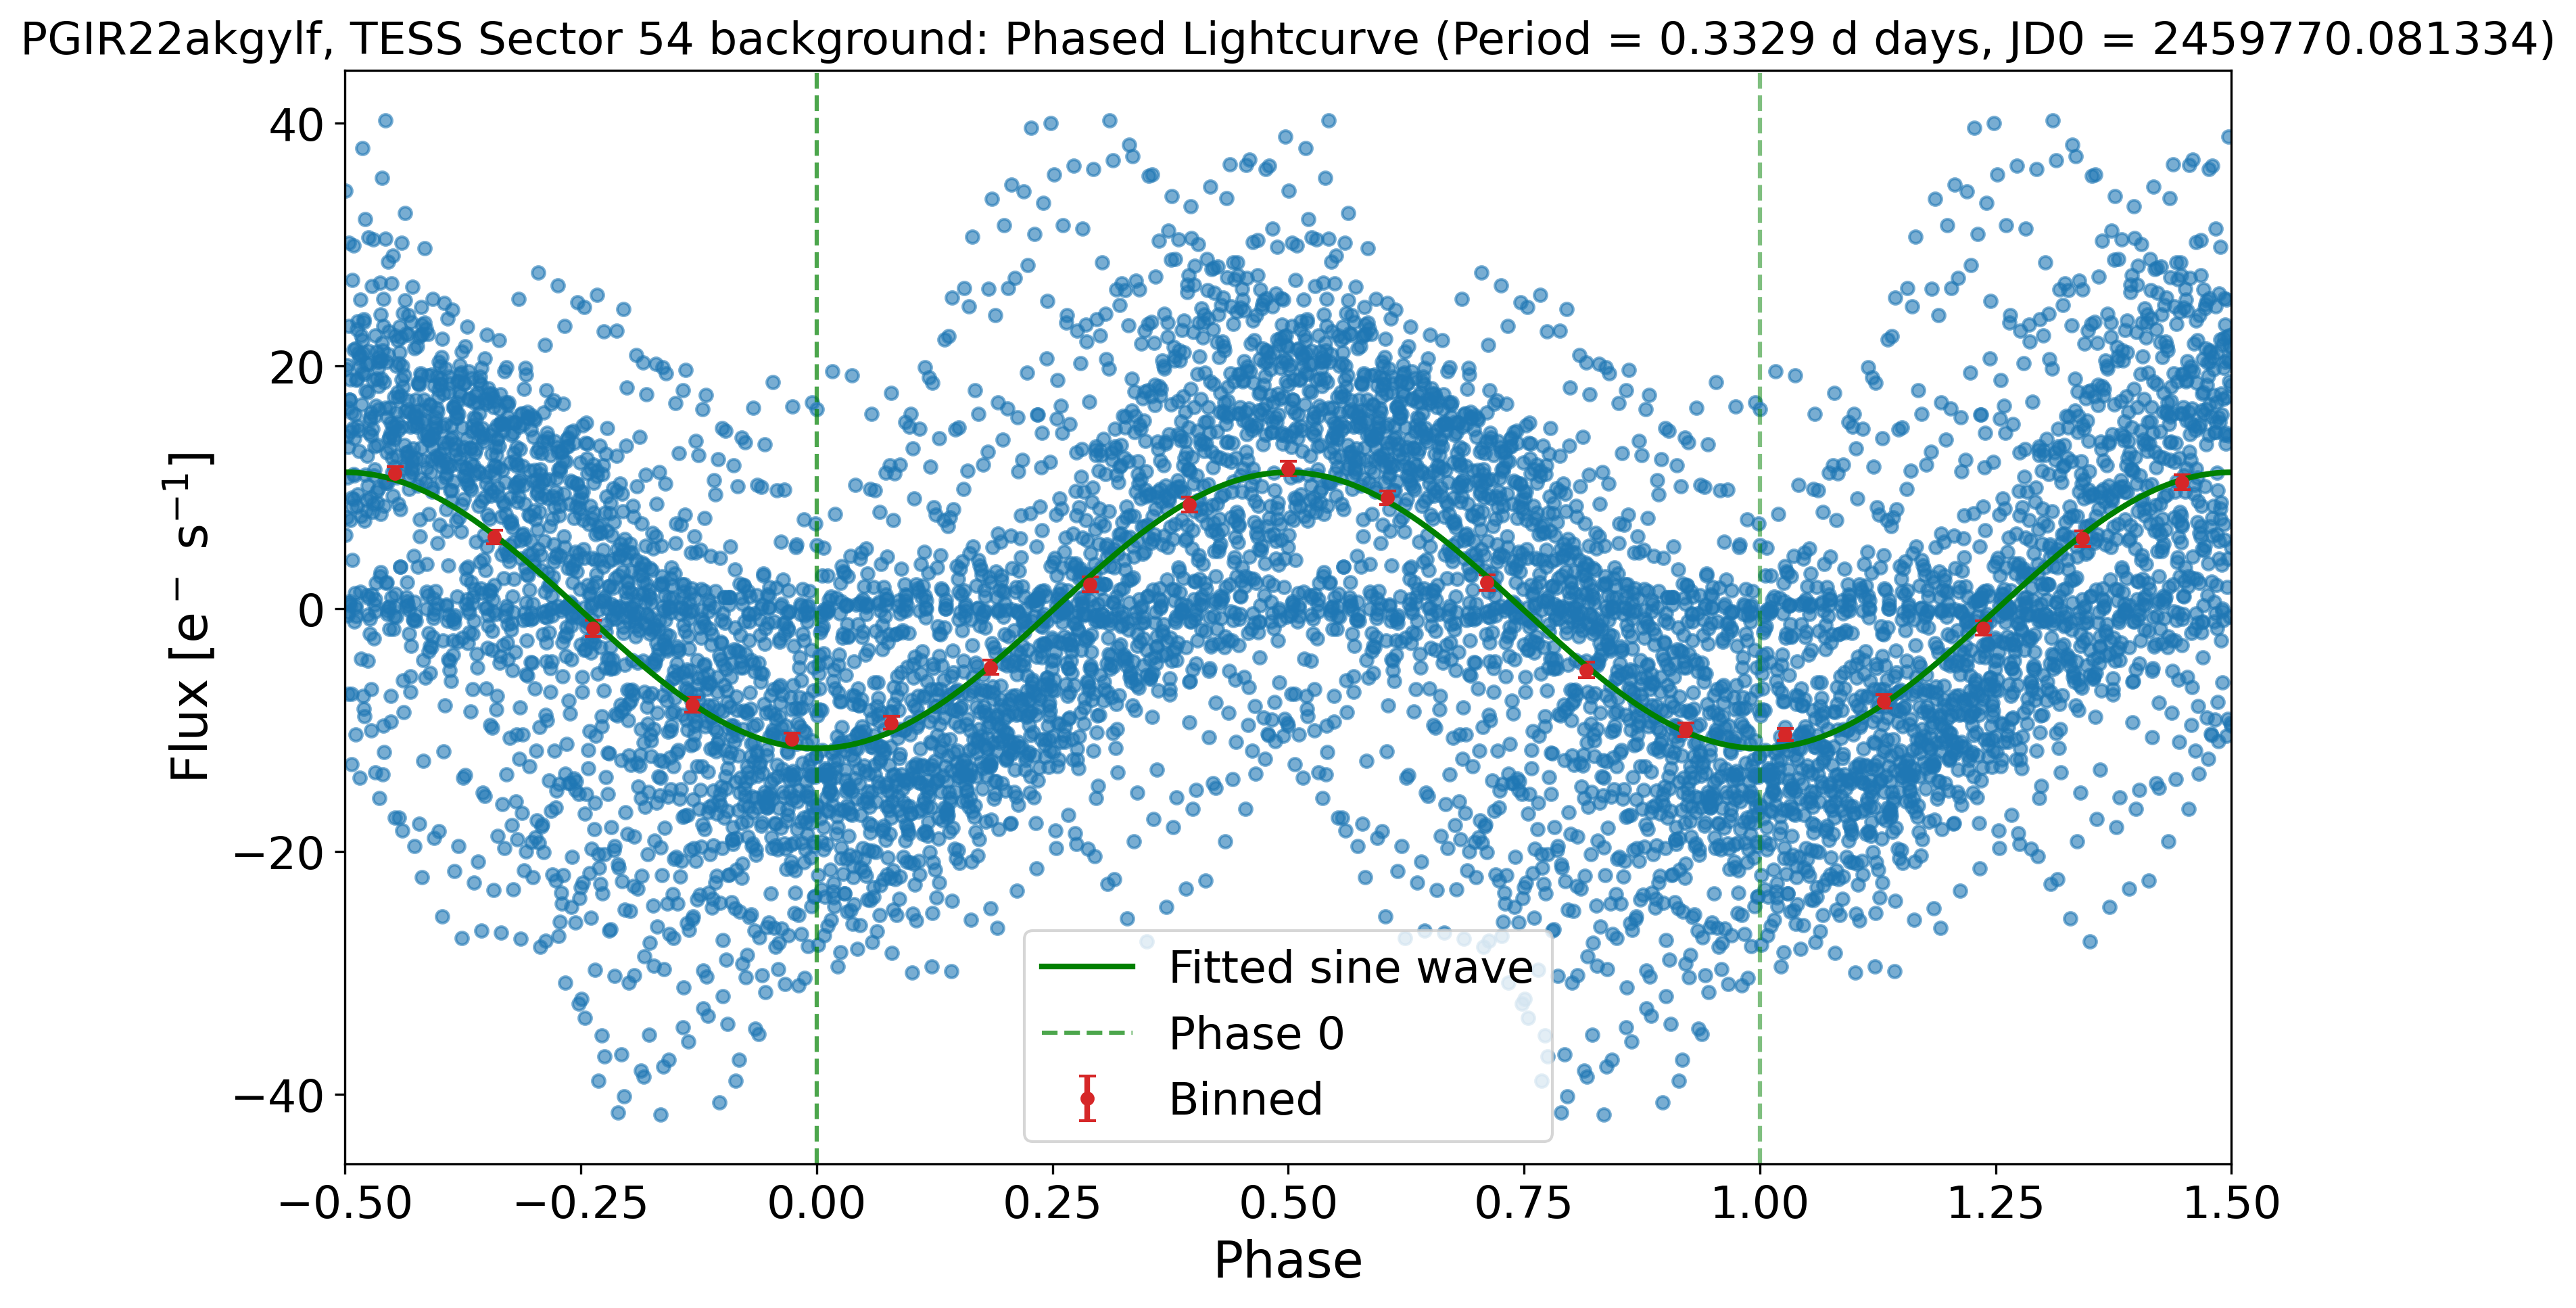 PGIR22akgylf, TESS Sector 54 background: Phased Lightcurve (Period = 0.3329 d days, JD0 = 2459770.081334)
Flux [e⁻ s⁻¹]
40
20
0
−20
−40
Fitted sine wave
Phase 0
Binned
−0.50 −0.25 0.00 0.25 0.50 0.75 1.00 1.25 1.50
Phase